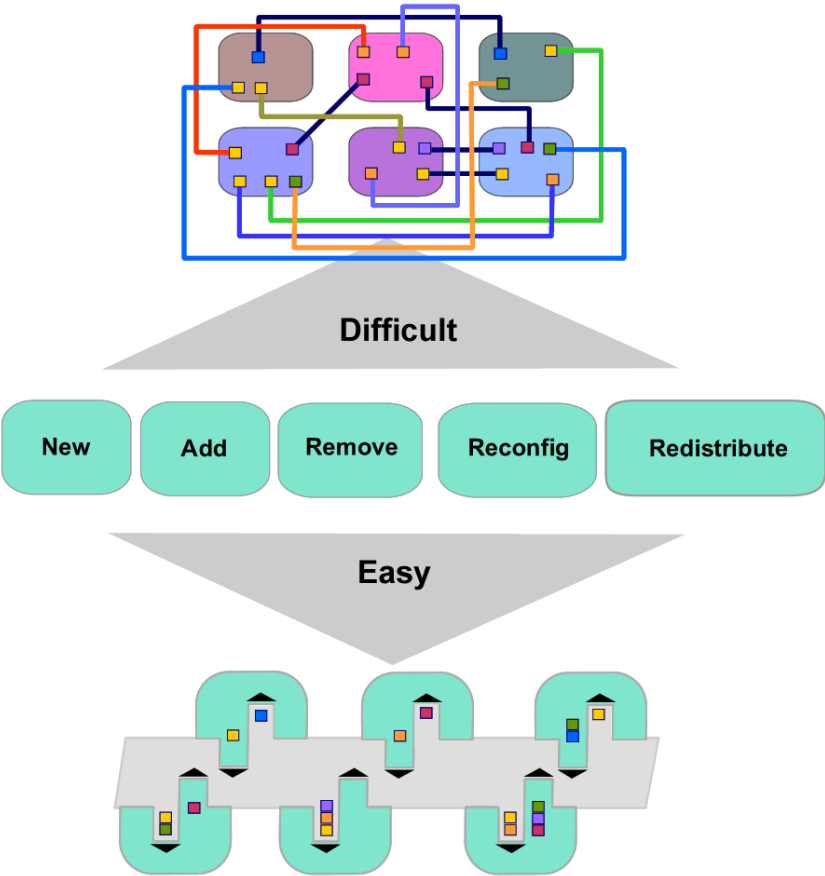 Difficult
New
Add
Remove
Reconfig
Redistribute
Easy